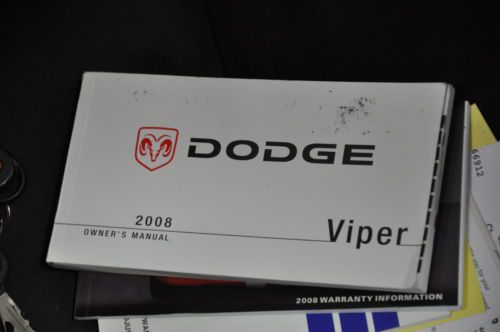 DODGE
2008
OWNER'S MANUAL
Viper
2008 WARRANTY INFORMATION
66912